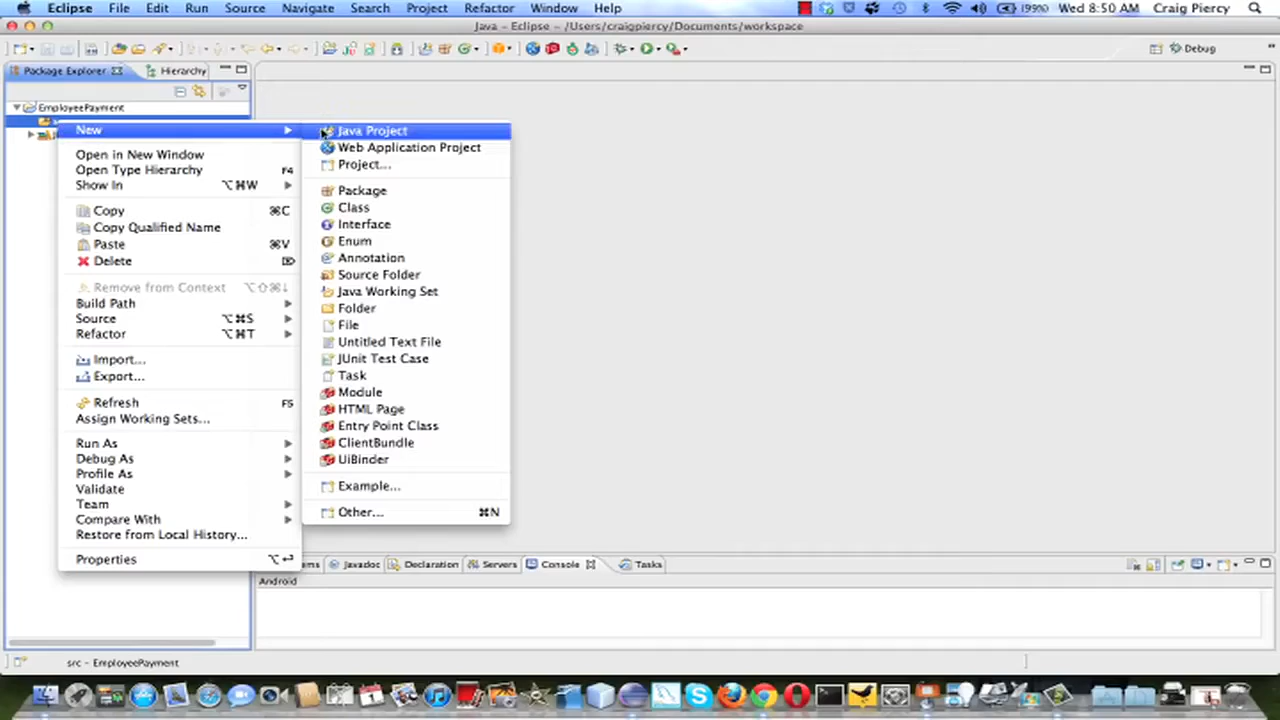 Eclipse File Edit Run Source Navigate Search Project Refactor Window Help (99%) Wed 8:50 AM Craig Piercy
Java – Eclipse – /Users/craigpiercy/Documents/workspace
Debug
Package Explorer Hierarchy
EmployeePayment
New
Open in New Window
Open Type Hierarchy F4
Show In ⌥⌘W
Copy ⌘C
Copy Qualified Name
Paste ⌘V
Delete ⌦
Remove from Context ⌥⇧⌘↓
Build Path
Source ⌥⌘S
Refactor ⌥⌘T
Import...
Export...
Refresh F5
Assign Working Sets...
Run As
Debug As
Profile As
Validate
Team
Compare With
Restore from Local History...
Properties ⌥↩
Java Project
Web Application Project
Project...
Package
Class
Interface
Enum
Annotation
Source Folder
Java Working Set
Folder
File
Untitled Text File
JUnit Test Case
Task
Module
HTML Page
Entry Point Class
ClientBundle
UiBinder
Example...
Other... ⌘N
Javadoc Declaration Servers Console Tasks
Android
src – EmployeePayment